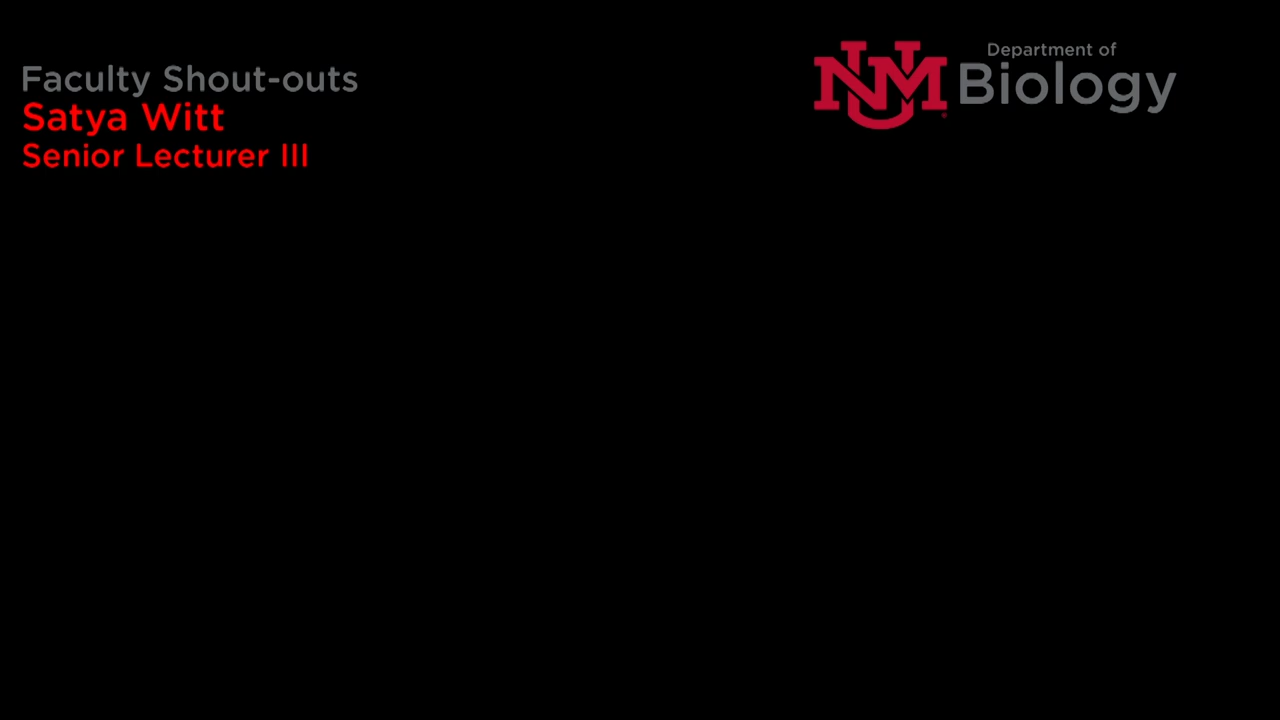 Faculty Shout-outs
Satya Witt
Senior Lecturer III
UNM
Department of
Biology